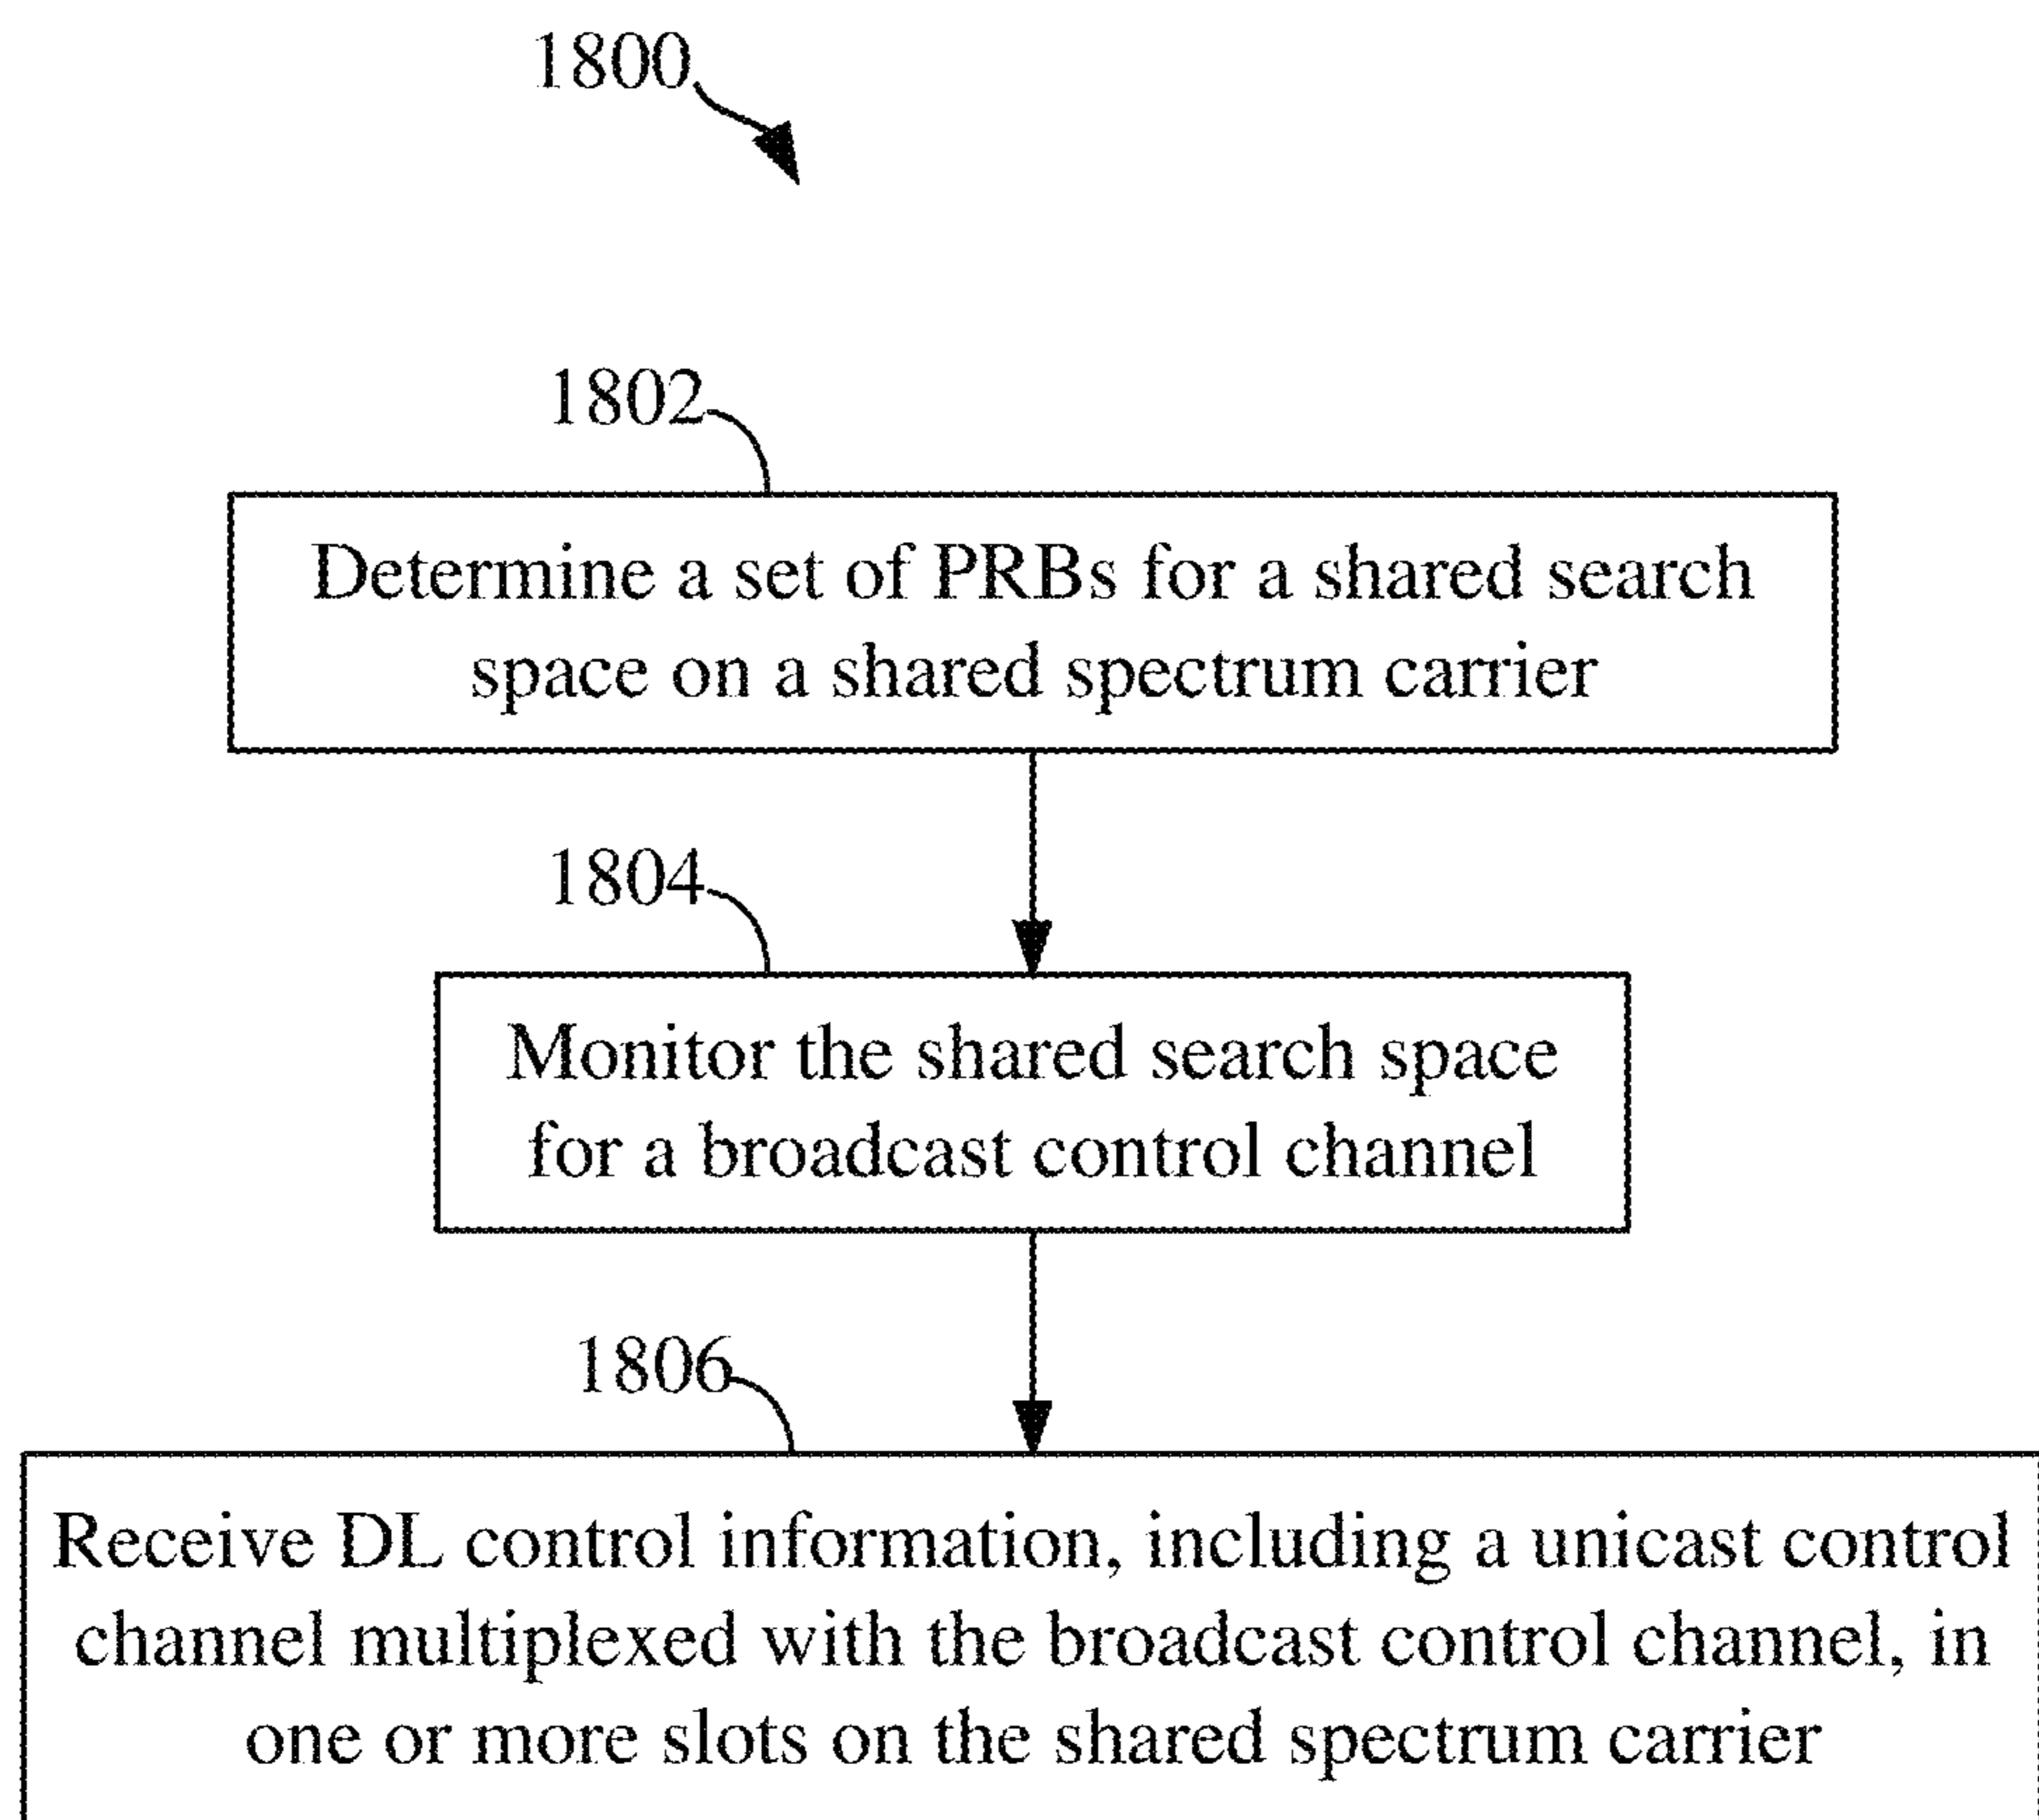 1800
1802
Determine a set of PRBs for a shared search
space on a shared spectrum carrier
1804
Monitor the shared search space
for a broadcast control channel
1806
Receive DL control information, including a unicast control
channel multiplexed with the broadcast control channel, in
one or more slots on the shared spectrum carrier